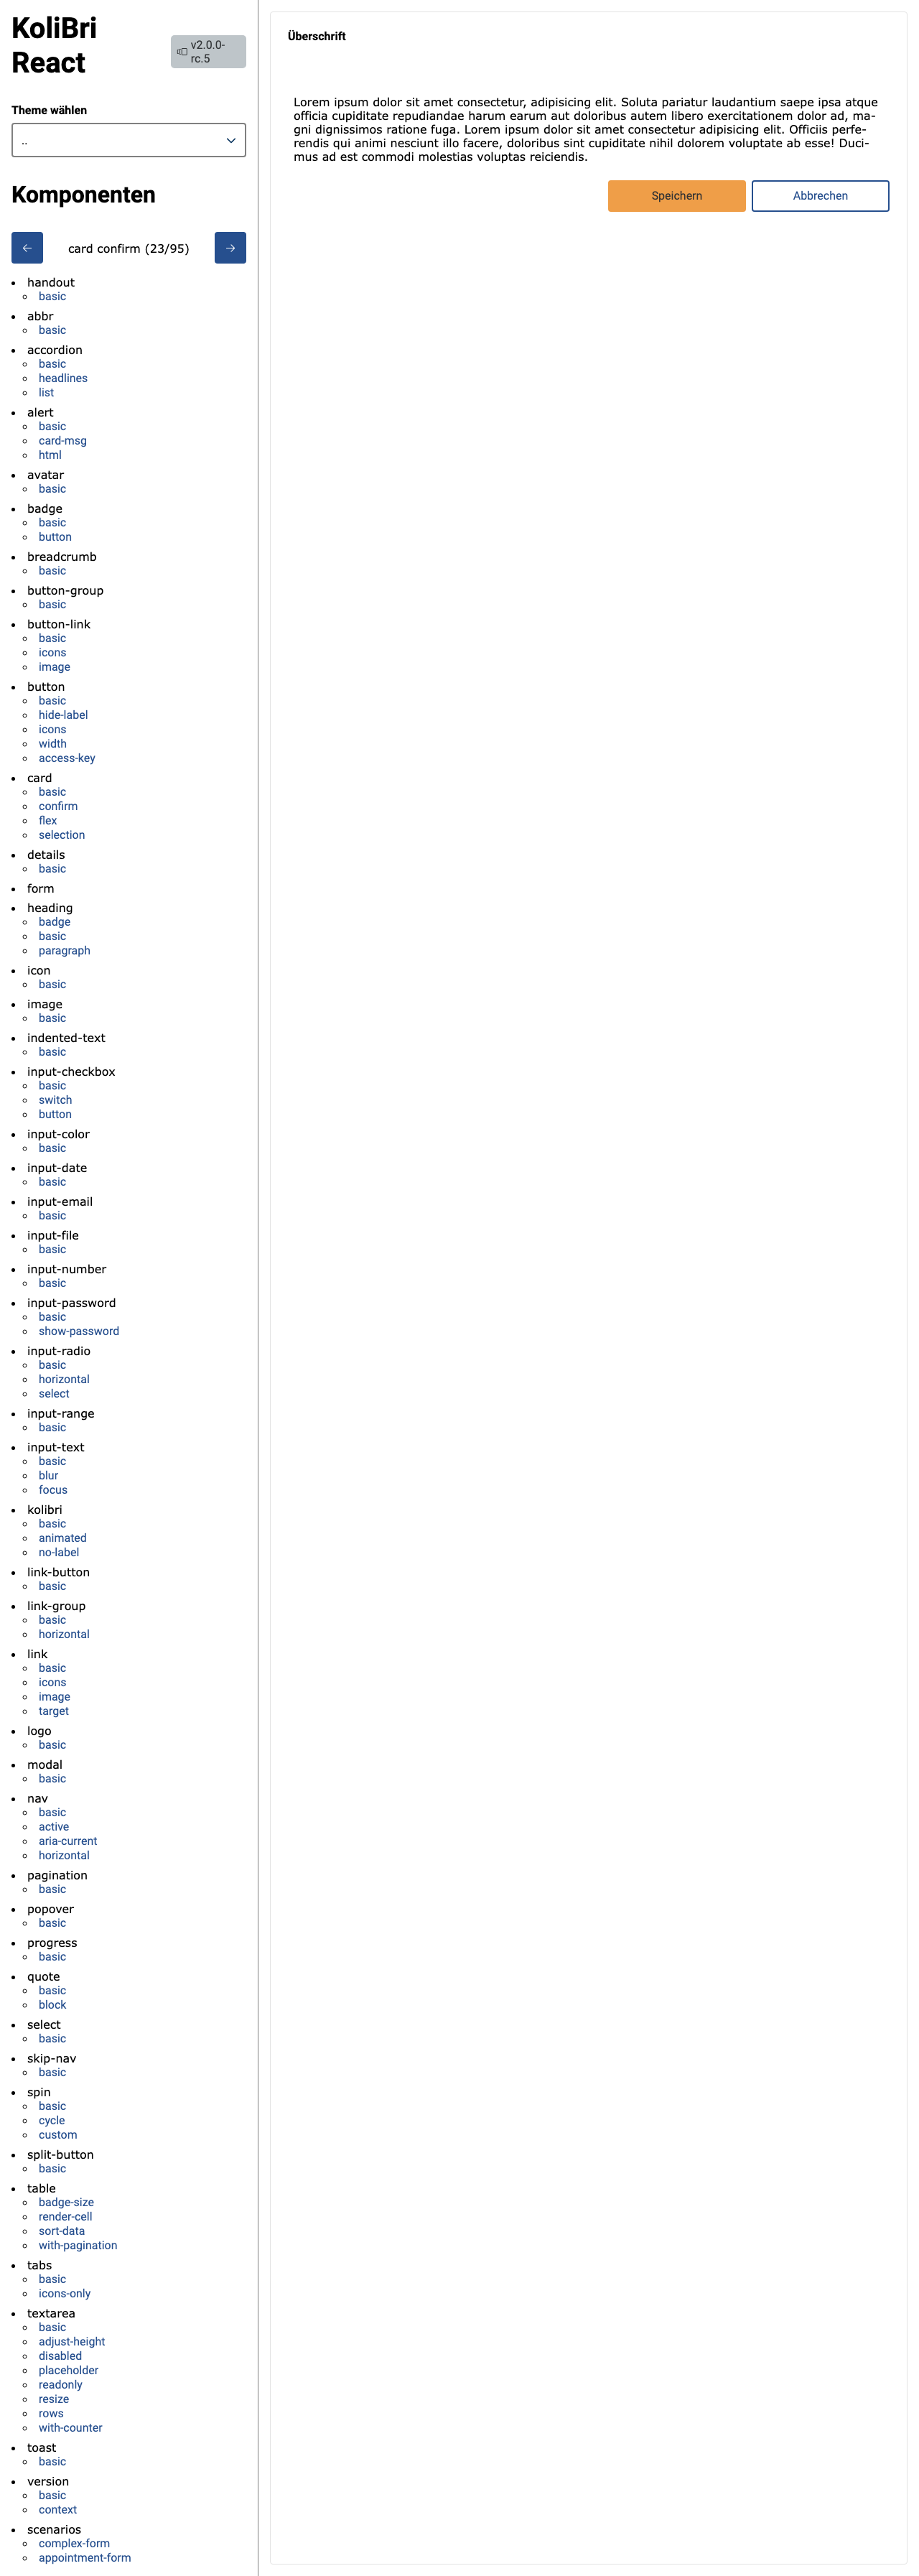 KoliBri
React
v2.0.0-
rc.5
Theme wählen
..
Komponenten
card confirm (23/95)
handout
basic
abbr
basic
accordion
basic
headlines
list
alert
basic
card-msg
html
avatar
basic
badge
basic
button
breadcrumb
basic
button-group
basic
button-link
basic
icons
image
button
basic
hide-label
icons
width
access-key
card
basic
confirm
flex
selection
details
basic
form
heading
badge
basic
paragraph
icon
basic
image
basic
indented-text
basic
input-checkbox
basic
switch
button
input-color
basic
input-date
basic
input-email
basic
input-file
basic
input-number
basic
input-password
basic
show-password
input-radio
basic
horizontal
select
input-range
basic
input-text
basic
blur
focus
kolibri
basic
animated
no-label
link-button
basic
link-group
basic
horizontal
link
basic
icons
image
target
logo
basic
modal
basic
nav
basic
active
aria-current
horizontal
pagination
basic
popover
basic
progress
basic
quote
basic
block
select
basic
skip-nav
basic
spin
basic
cycle
custom
split-button
basic
table
badge-size
render-cell
sort-data
with-pagination
tabs
basic
icons-only
textarea
basic
adjust-height
disabled
placeholder
readonly
resize
rows
with-counter
toast
basic
version
basic
context
scenarios
complex-form
appointment-form
Überschrift
Lorem ipsum dolor sit amet consectetur, adipisicing elit. Soluta pariatur laudantium saepe ipsa atque
officia cupiditate repudiandae harum earum aut doloribus autem libero exercitationem dolor ad, ma-
gni dignissimos ratione fuga. Lorem ipsum dolor sit amet consectetur adipisicing elit. Officiis perfe-
rendis qui animi nesciunt illo facere, doloribus sint cupiditate nihil dolorem voluptate ab esse! Duci-
mus ad est commodi molestias voluptas reiciendis.
Speichern
Abbrechen